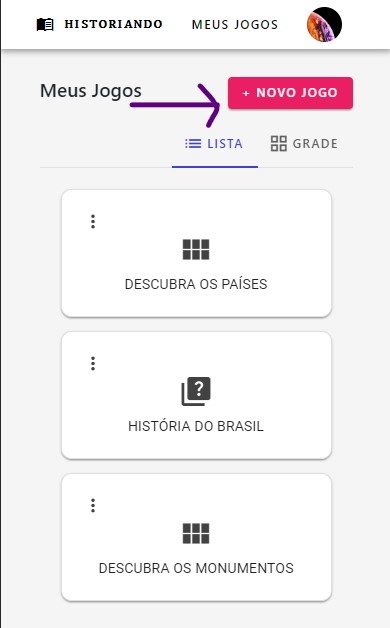 HISTORIANDO MEUS JOGOS
Meus Jogos
+ NOVO JOGO
LISTA GRADE
DESCUBRA OS PAÍSES
?
HISTÓRIA DO BRASIL
DESCUBRA OS MONUMENTOS